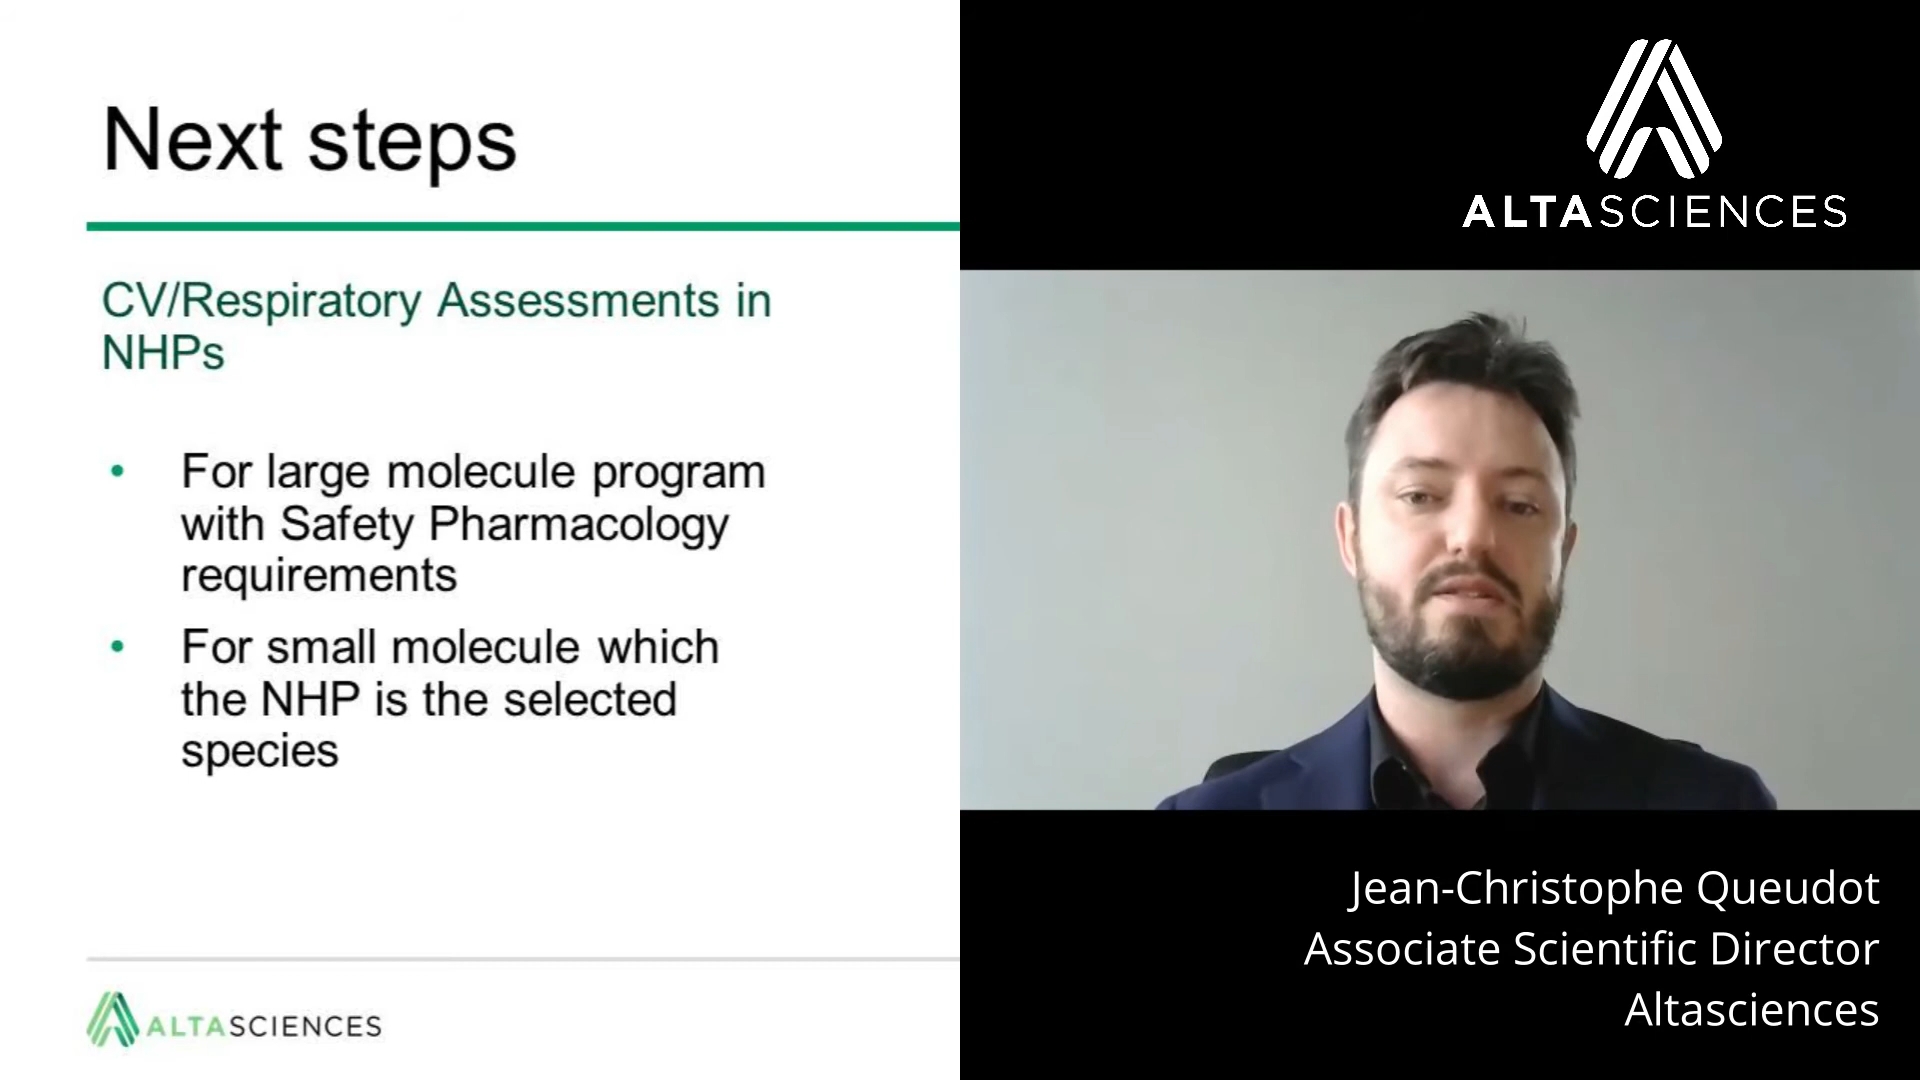 Next steps
CV/Respiratory Assessments in
NHPs
• For large molecule program
with Safety Pharmacology
requirements
• For small molecule which
the NHP is the selected
species
ALTASCIENCES
ALTASCIENCES
Jean-Christophe Queudot
Associate Scientific Director
Altasciences